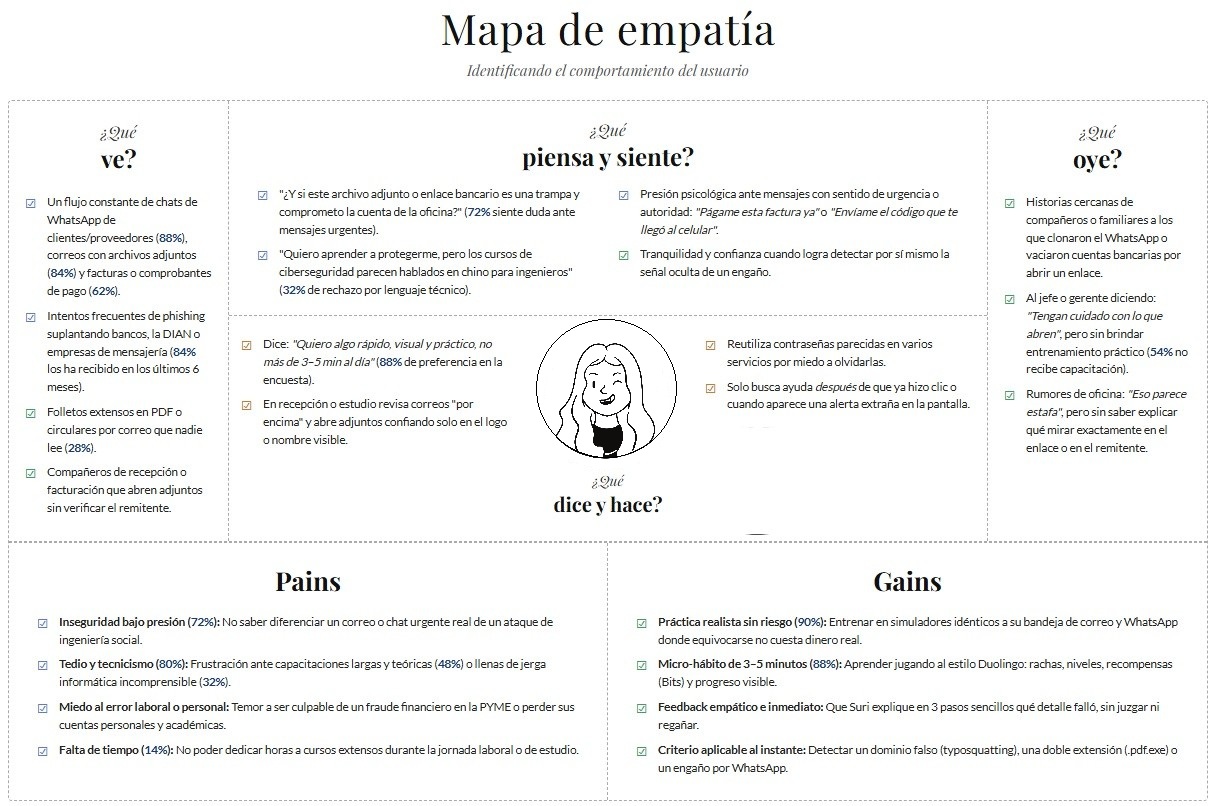 Mapa de empatía
Identificando el comportamiento del usuario
¿Qué
ve?
Un flujo constante de chats de
WhatsApp de
clientes/proveedores (88%),
correos con archivos adjuntos
(84%) y facturas o comprobantes
de pago (62%).
Intentos frecuentes de phishing
suplantando bancos, la DIAN o
empresas de mensajería (84%
los ha recibido en los últimos 6
meses).
Folletos extensos en PDF o
circulares por correo que nadie
lee (28%).
Compañeros de recepción o
facturación que abren adjuntos
sin verificar el remitente.
¿Qué
piensa y siente?
"¿Y si este archivo adjunto o enlace bancario es una trampa y
comprometo la cuenta de la oficina?" (72% siente duda ante
mensajes urgentes).
"Quiero aprender a protegerme, pero los cursos de
ciberseguridad parecen hablados en chino para ingenieros"
(32% de rechazo por lenguaje técnico).
Presión psicológica ante mensajes con sentido de urgencia o
autoridad: "Págame esta factura ya" o "Envíame el código que te
llegó al celular".
Tranquilidad y confianza cuando logra detectar por sí mismo la
señal oculta de un engaño.
Dice: "Quiero algo rápido, visual y práctico, no
más de 3–5 min al día" (88% de preferencia en la
encuesta).
En recepción o estudio revisa correos "por
encima" y abre adjuntos confiando solo en el logo
o nombre visible.
Reutiliza contraseñas parecidas en varios
servicios por miedo a olvidarlas.
Solo busca ayuda después de que ya hizo clic o
cuando aparece una alerta extraña en la pantalla.
¿Qué
dice y hace?
¿Qué
oye?
Historias cercanas de
compañeros o familiares a los
que clonaron el WhatsApp o
vaciaron cuentas bancarias por
abrir un enlace.
Al jefe o gerente diciendo:
"Tengan cuidado con lo que
abren", pero sin brindar
entrenamiento práctico (54% no
recibe capacitación).
Rumores de oficina: "Eso parece
estafa", pero sin saber explicar
qué mirar exactamente en el
enlace o en el remitente.
Pains
Inseguridad bajo presión (72%): No saber diferenciar un correo o chat urgente real de un ataque de
ingeniería social.
Tedio y tecnicismo (80%): Frustración ante capacitaciones largas y teóricas (48%) o llenas de jerga
informática incomprensible (32%).
Miedo al error laboral o personal: Temor a ser culpable de un fraude financiero en la PYME o perder sus
cuentas personales y académicas.
Falta de tiempo (14%): No poder dedicar horas a cursos extensos durante la jornada laboral o de estudio.
Gains
Práctica realista sin riesgo (90%): Entrenar en simuladores idénticos a su bandeja de correo y WhatsApp
donde equivocarse no cuesta dinero real.
Micro-hábito de 3–5 minutos (88%): Aprender jugando al estilo Duolingo: rachas, niveles, recompensas
(Bits) y progreso visible.
Feedback empático e inmediato: Que Suri explique en 3 pasos sencillos qué detalle falló, sin juzgar ni
regañar.
Criterio aplicable al instante: Detectar un dominio falso (typosquatting), una doble extensión (.pdf.exe) o
un engaño por WhatsApp.